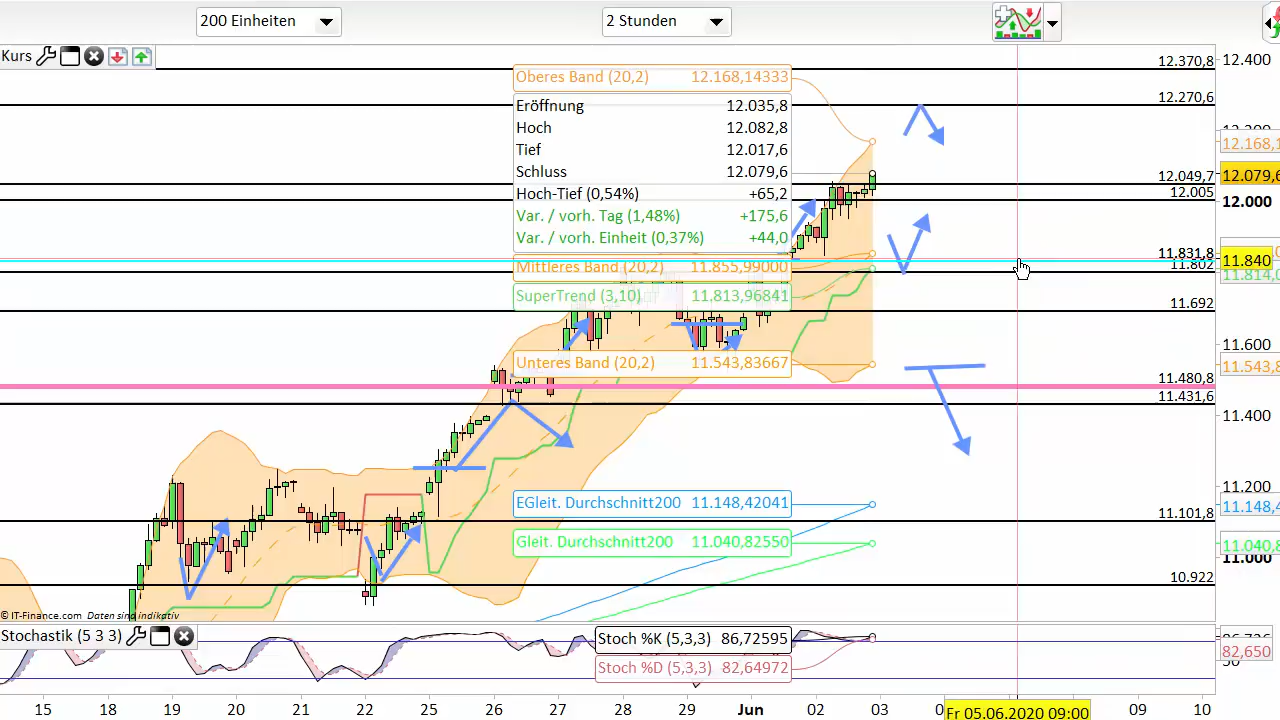 200 Einheiten
2 Stunden
Kurs
12.370,8
12.400
12.270,6
12.168,1
12.049,7
12.079,6
12.005
12.000
11.831,8
11.840
11.802
11.814,0
11.692
11.600
11.543,8
11.480,8
11.431,6
11.400
11.200
11.148,4
11.101,8
11.040,8
11.000
10.922
Oberes Band (20,2) 12.168,14333
Eröffnung 12.035,8
Hoch 12.082,8
Tief 12.017,6
Schluss 12.079,6
Hoch-Tief (0,54%) +65,2
Var. / vorh. Tag (1,48%) +175,6
Var. / vorh. Einheit (0,37%) +44,0
Mittleres Band (20,2) 11.855,99000
SuperTrend (3,10) 11.813,96841
Unteres Band (20,2) 11.543,83667
EGleit. Durchschnitt200 11.148,42041
Gleit. Durchschnitt200 11.040,82550
© IT-Finance.com Daten sind indikativ
Stochastik (5 3 3)
Stoch %K (5,3,3) 86,72595
Stoch %D (5,3,3) 82,64972
82,650
15 18 19 20 21 22 25 26 27 28 29 Jun 02 03 Fr 05.06.2020 09:00 09 10